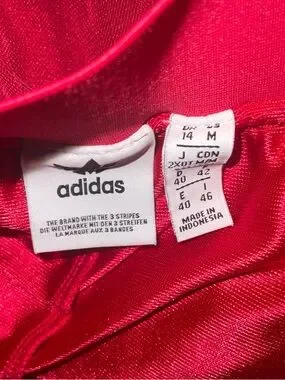 adidas
THE BRAND WITH THE 3 STRIPES
DIE WELTMARKE MIT DEN 3 STREIFEN
LA MARQUE AUX 3 BANDES
14 M
J CDN
2XOT M/M
D F
40 42
E I
40 46
MADE IN
INDONESIA